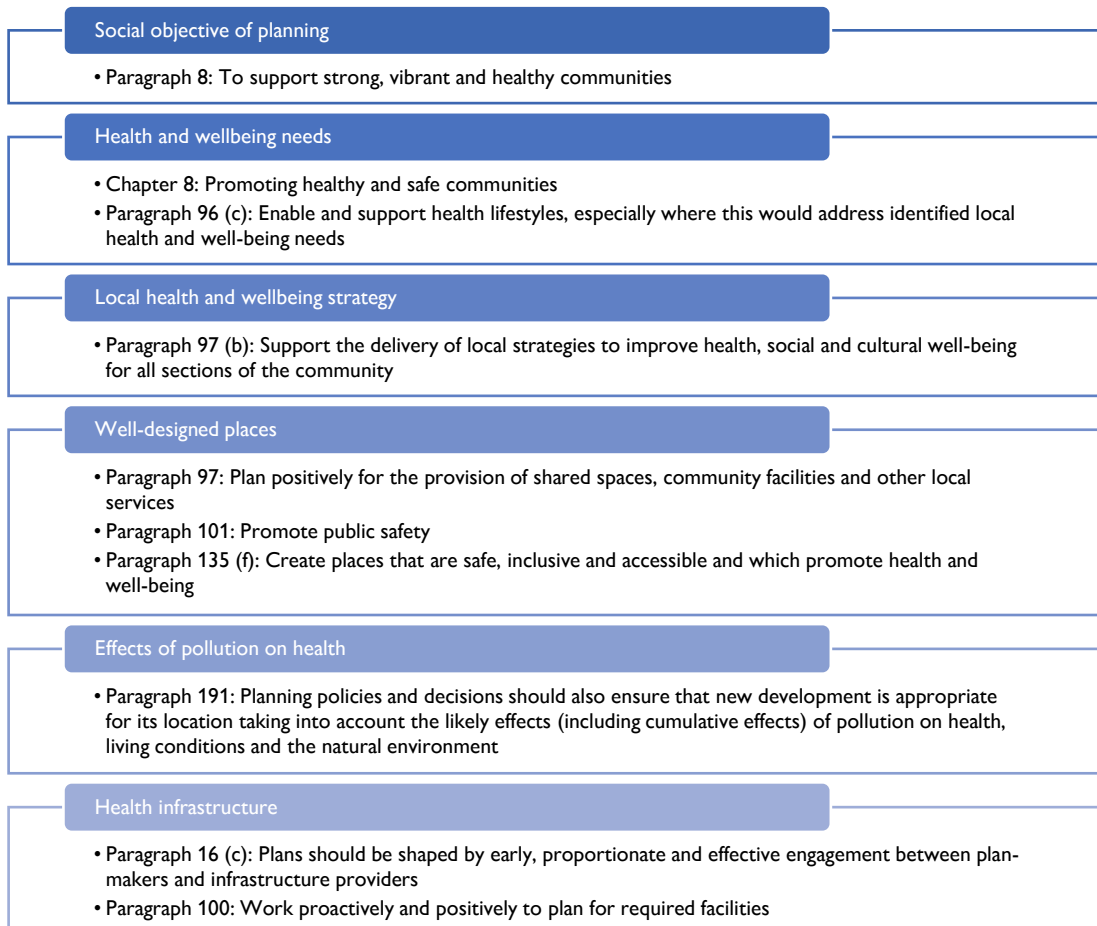 Social objective of planning
• Paragraph 8: To support strong, vibrant and healthy communities
Health and wellbeing needs
• Chapter 8: Promoting healthy and safe communities
• Paragraph 96 (c): Enable and support health lifestyles, especially where this would address identified local
health and well-being needs
Local health and wellbeing strategy
• Paragraph 97 (b): Support the delivery of local strategies to improve health, social and cultural well-being
for all sections of the community
Well-designed places
• Paragraph 97: Plan positively for the provision of shared spaces, community facilities and other local
services
• Paragraph 101: Promote public safety
• Paragraph 135 (f): Create places that are safe, inclusive and accessible and which promote health and
well-being
Effects of pollution on health
• Paragraph 191: Planning policies and decisions should also ensure that new development is appropriate
for its location taking into account the likely effects (including cumulative effects) of pollution on health,
living conditions and the natural environment
Health infrastructure
• Paragraph 16 (c): Plans should be shaped by early, proportionate and effective engagement between plan-
makers and infrastructure providers
• Paragraph 100: Work proactively and positively to plan for required facilities